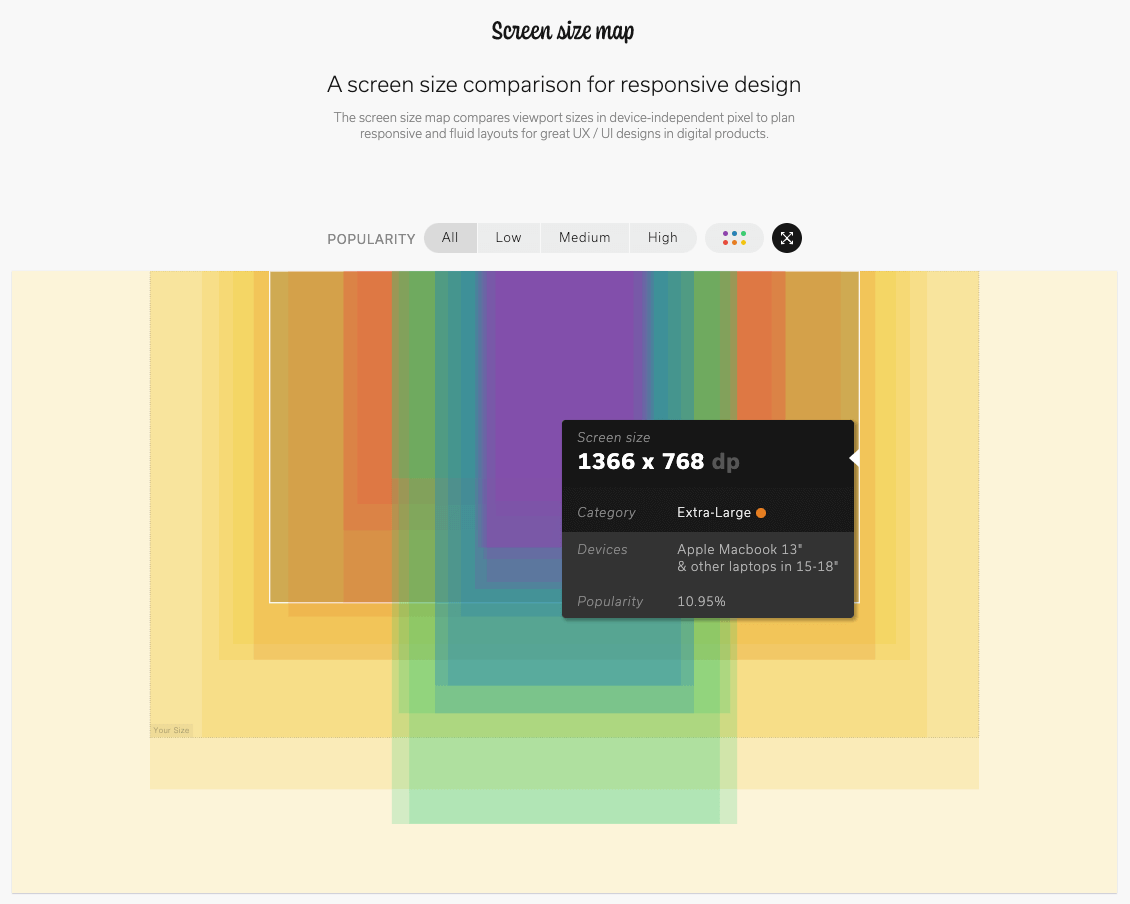 Screen size map
A screen size comparison for responsive design
The screen size map compares viewport sizes in device-independent pixel to plan
responsive and fluid layouts for great UX / UI designs in digital products.
POPULARITY All Low Medium High
Screen size
1366 x 768 dp
Category Extra-Large
Devices Apple Macbook 13"
& other laptops in 15-18"
Popularity 10.95%
Your Size